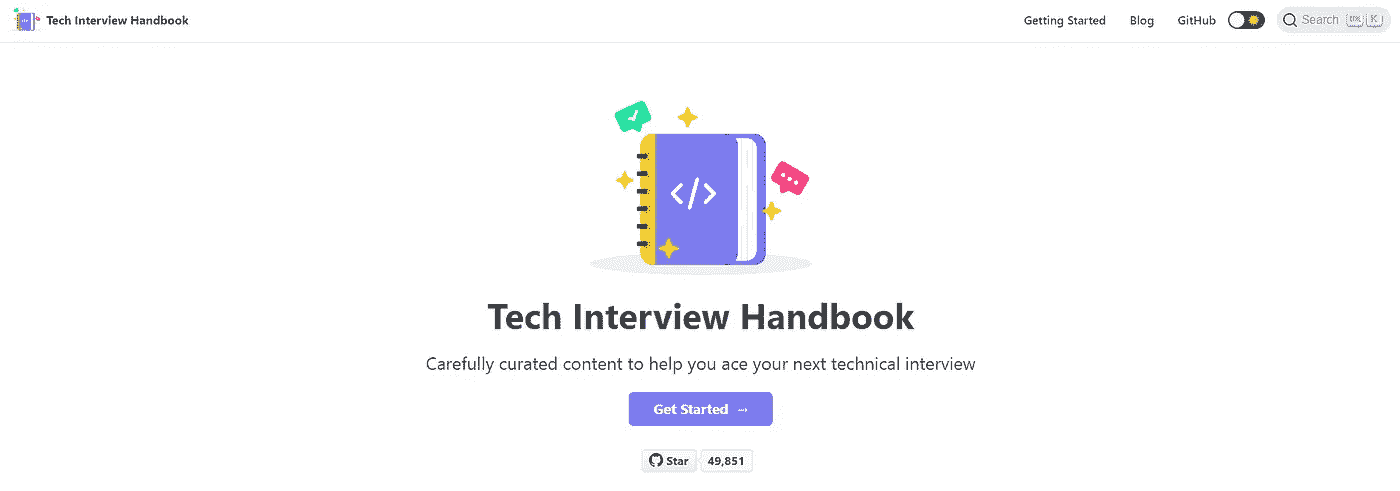 Tech Interview Handbook
Getting Started
Blog
GitHub
Search
K
</>
Tech Interview Handbook
Carefully curated content to help you ace your next technical interview
Get Started →
Star
49,851